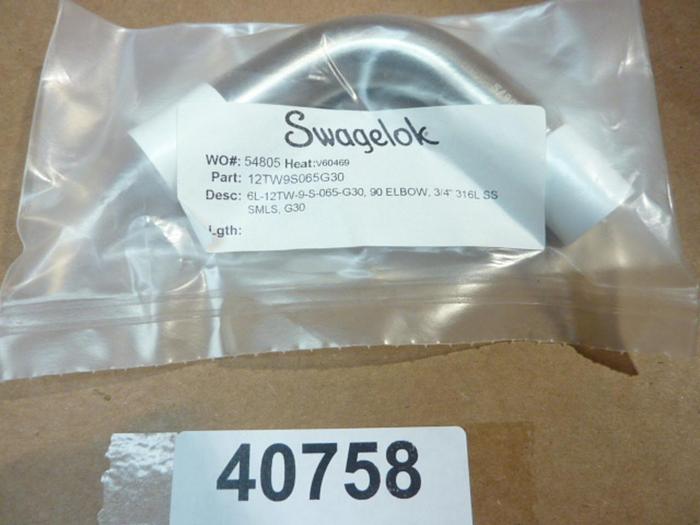 Swagelok
WO#: 54805 Heat:V60469
Part: 12TW9S065G30
Desc: 6L-12TW-9-S-065-G30, 90 ELBOW, 3/4" 316L SS
SMLS, G30
Lgth:
40758